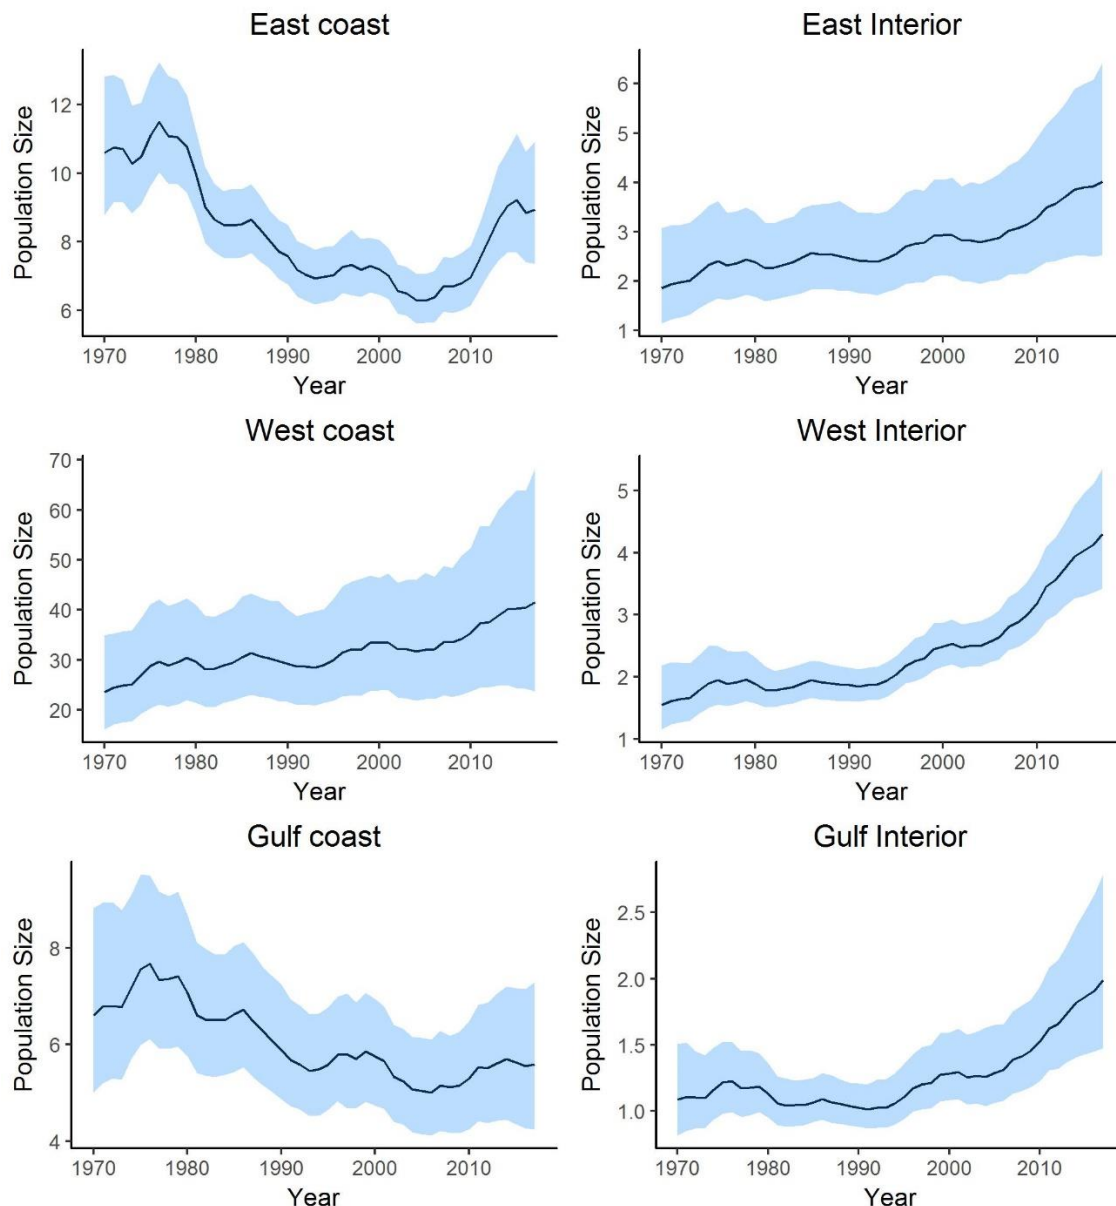 East coast
Population Size
12
10
8
6
1970 1980 1990 2000 2010
Year
East Interior
Population Size
6
5
4
3
2
1
1970 1980 1990 2000 2010
Year
West coast
Population Size
70
60
50
40
30
20
1970 1980 1990 2000 2010
Year
West Interior
Population Size
5
4
3
2
1
1970 1980 1990 2000 2010
Year
Gulf coast
Population Size
8
6
4
1970 1980 1990 2000 2010
Year
Gulf Interior
Population Size
2.5
2.0
1.5
1.0
1970 1980 1990 2000 2010
Year